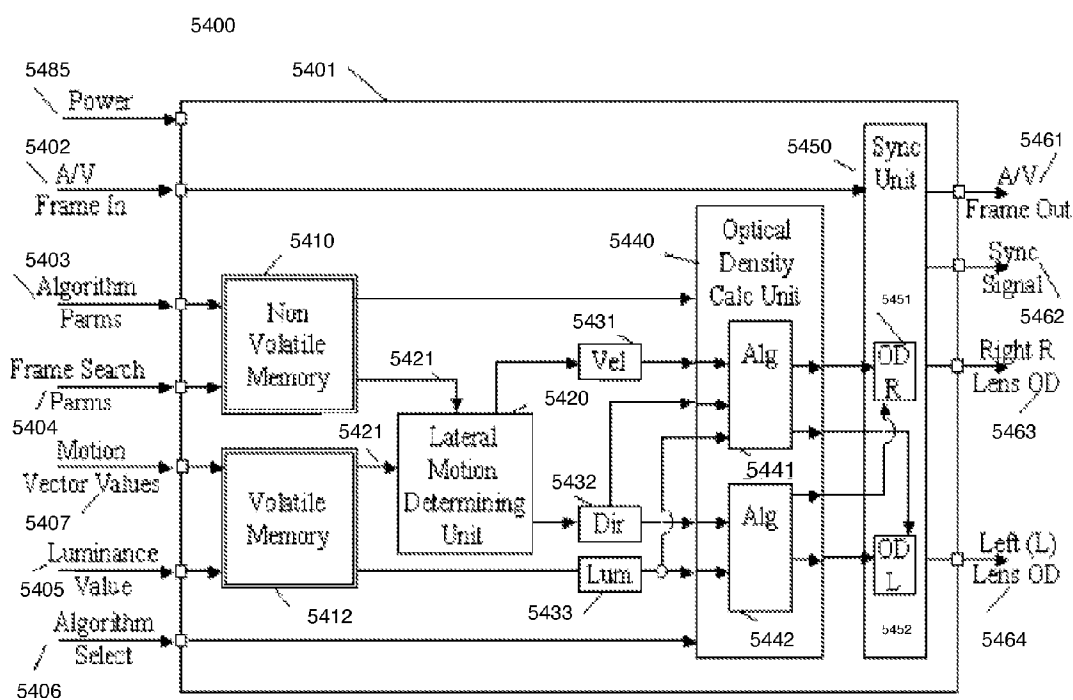 5400
5485
Power
5401
5402
A/V
Frame In
5450
Sync
Unit
5461
A/V
Frame Out
5403
Algorithm
Parms
5410
Non
Volatile
Memory
5440
Optical
Density
Calc Unit
Sync
Signal
5462
Frame Search
/Parms
5404
5421
5431
Vel
Alg
5441
5451
OD
R
Right R
Lens OD
5463
Motion
Vector Values
5407
5421
5420
Lateral
Motion
Determining
Unit
5432
Dir
Volatile
Memory
5412
Luminance
Value
5405
Lum
5433
Alg
5442
OD
L
5452
Left (L)
Lens OD
5464
Algorithm
Select
5406